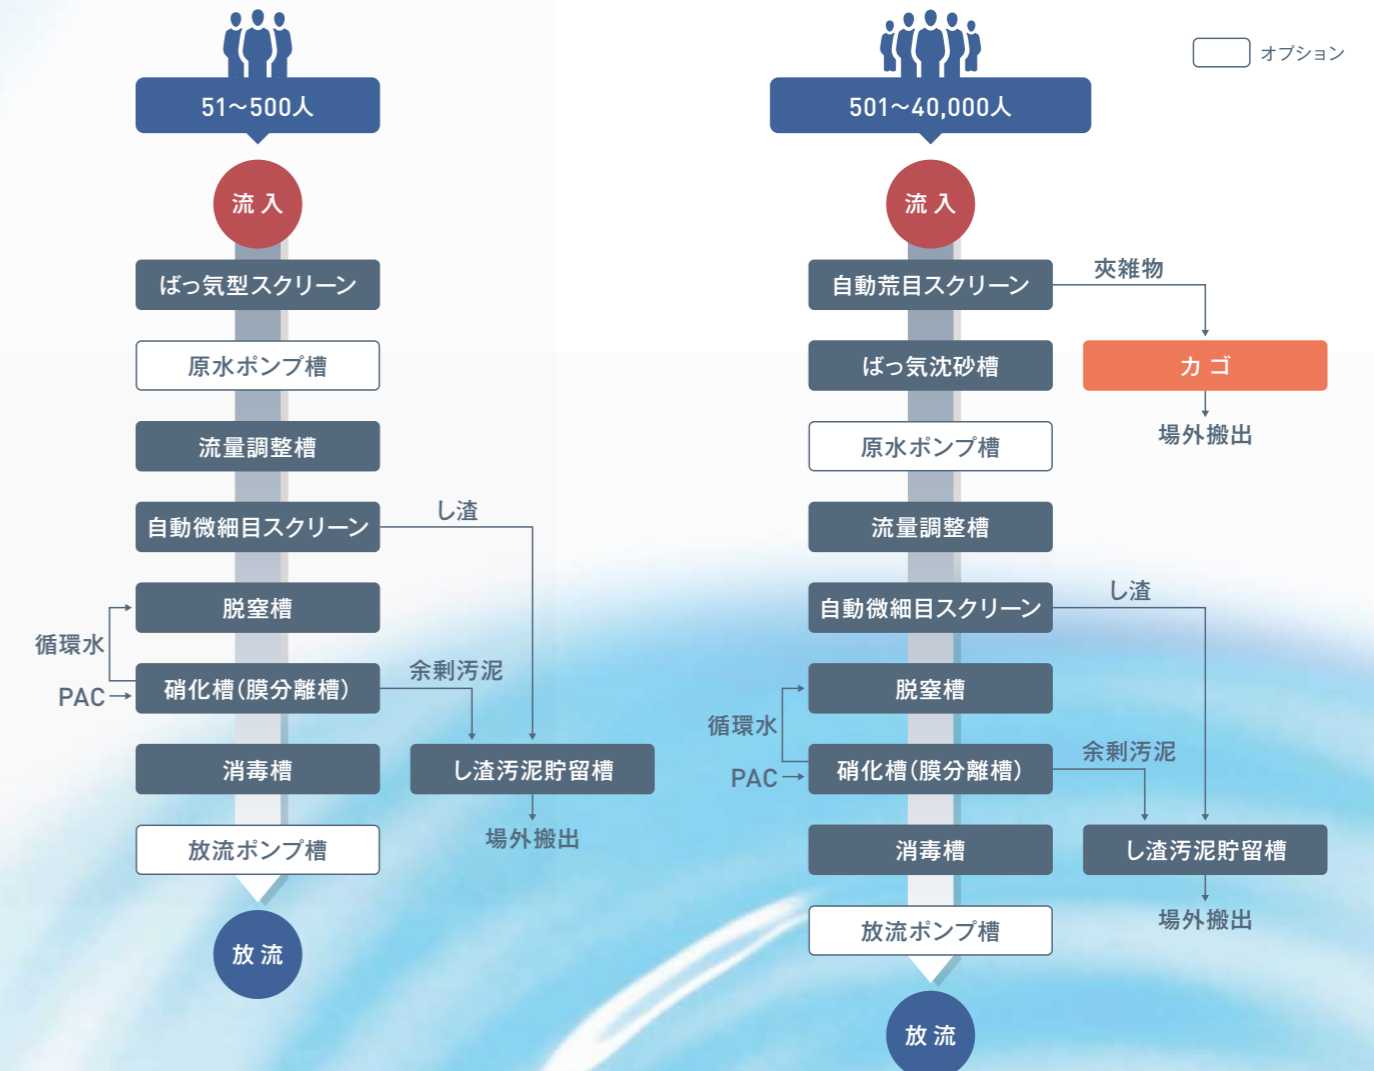 51〜500人
流入
ばっ気型スクリーン
原水ポンプ槽
流量調整槽
自動微細目スクリーン
し渣
脱窒槽
循環水
硝化槽(膜分離槽)
PAC
余剰汚泥
消毒槽
し渣汚泥貯留槽
場外搬出
放流ポンプ槽
放流
501〜40,000人
オプション
流入
自動荒目スクリーン
夾雑物
ばっ気沈砂槽
カゴ
場外搬出
原水ポンプ槽
流量調整槽
自動微細目スクリーン
し渣
脱窒槽
循環水
硝化槽(膜分離槽)
PAC
余剰汚泥
消毒槽
し渣汚泥貯留槽
場外搬出
放流ポンプ槽
放流